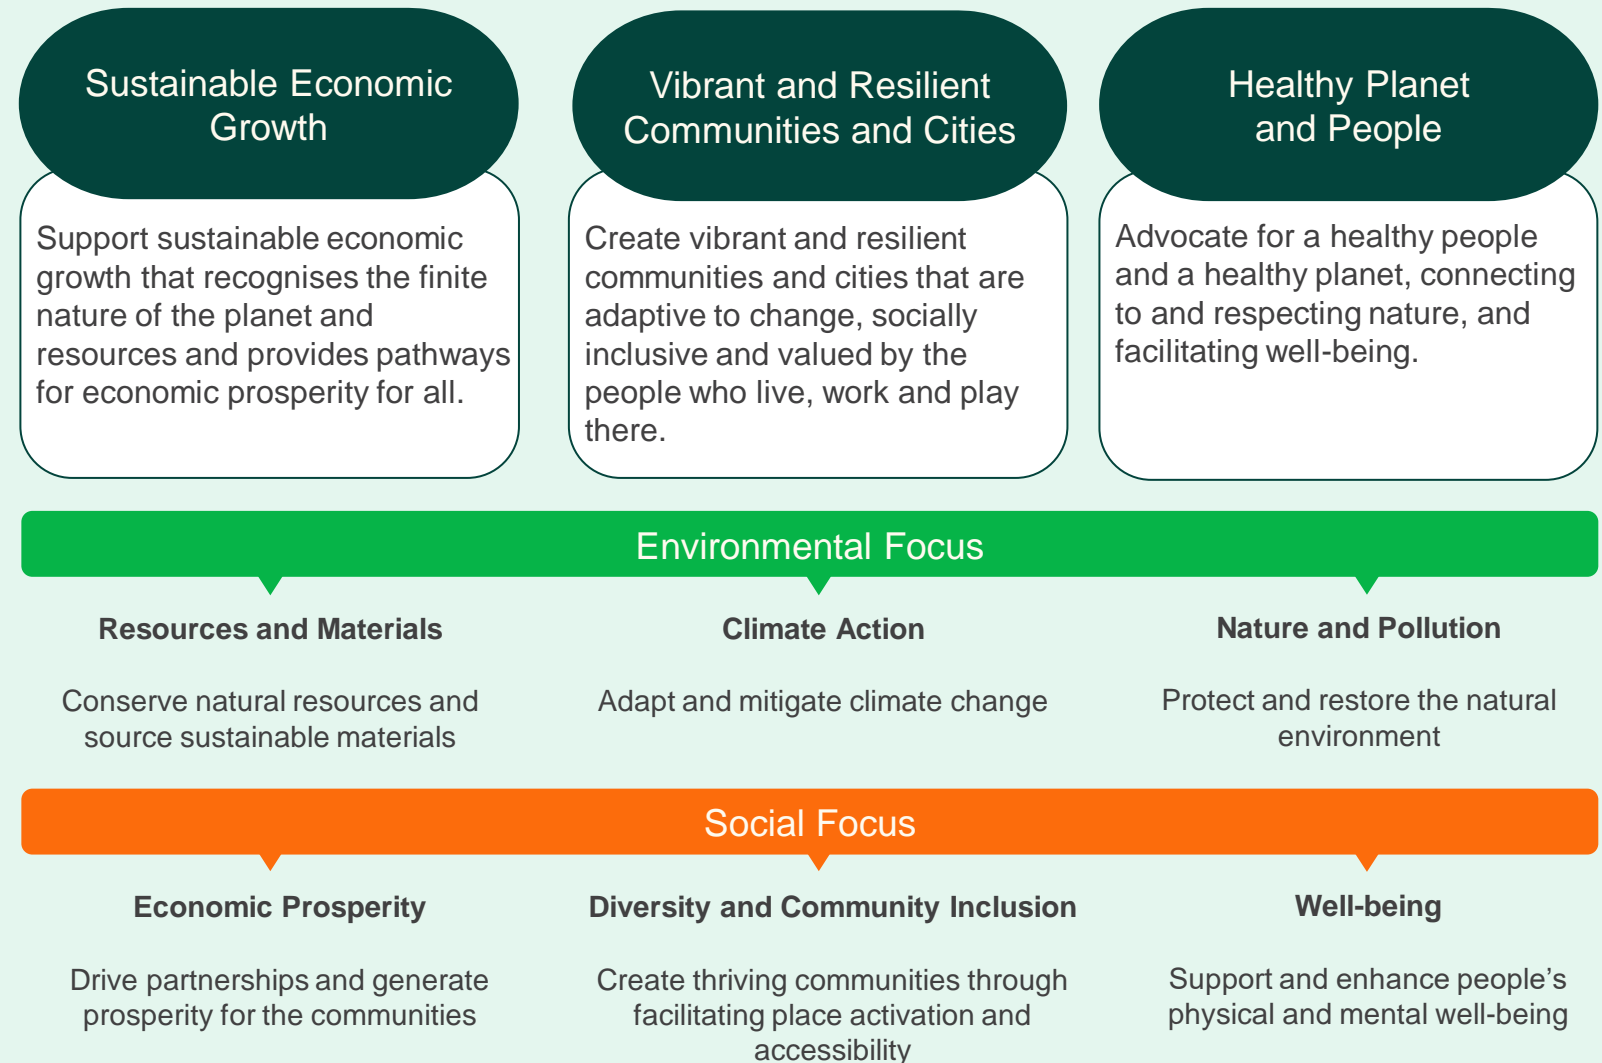 Sustainable Economic
Growth
Support sustainable economic
growth that recognises the finite
nature of the planet and
resources and provides pathways
for economic prosperity for all.
Vibrant and Resilient
Communities and Cities
Create vibrant and resilient
communities and cities that are
adaptive to change, socially
inclusive and valued by the
people who live, work and play
there.
Healthy Planet
and People
Advocate for a healthy people
and a healthy planet, connecting
to and respecting nature, and
facilitating well-being.
Environmental Focus
Resources and Materials
Conserve natural resources and
source sustainable materials
Climate Action
Adapt and mitigate climate change
Nature and Pollution
Protect and restore the natural
environment
Social Focus
Economic Prosperity
Drive partnerships and generate
prosperity for the communities
Diversity and Community Inclusion
Create thriving communities through
facilitating place activation and
accessibility
Well-being
Support and enhance people’s
physical and mental well-being